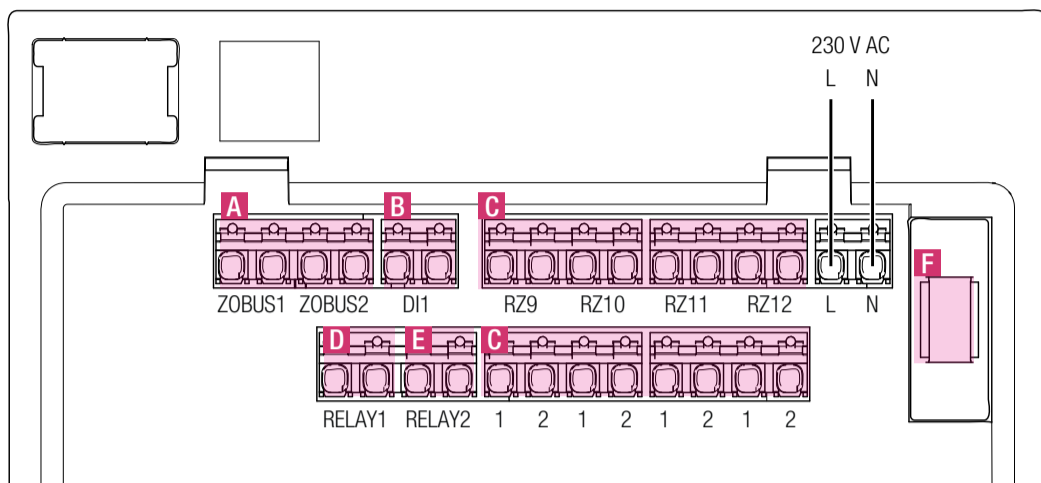 230 V AC
L N
A B C
F
ZOBUS1 ZOBUS2 DI1 RZ9 RZ10 RZ11 RZ12 L N
D E C
RELAY1 RELAY2 1 2 1 2 1 2 1 2